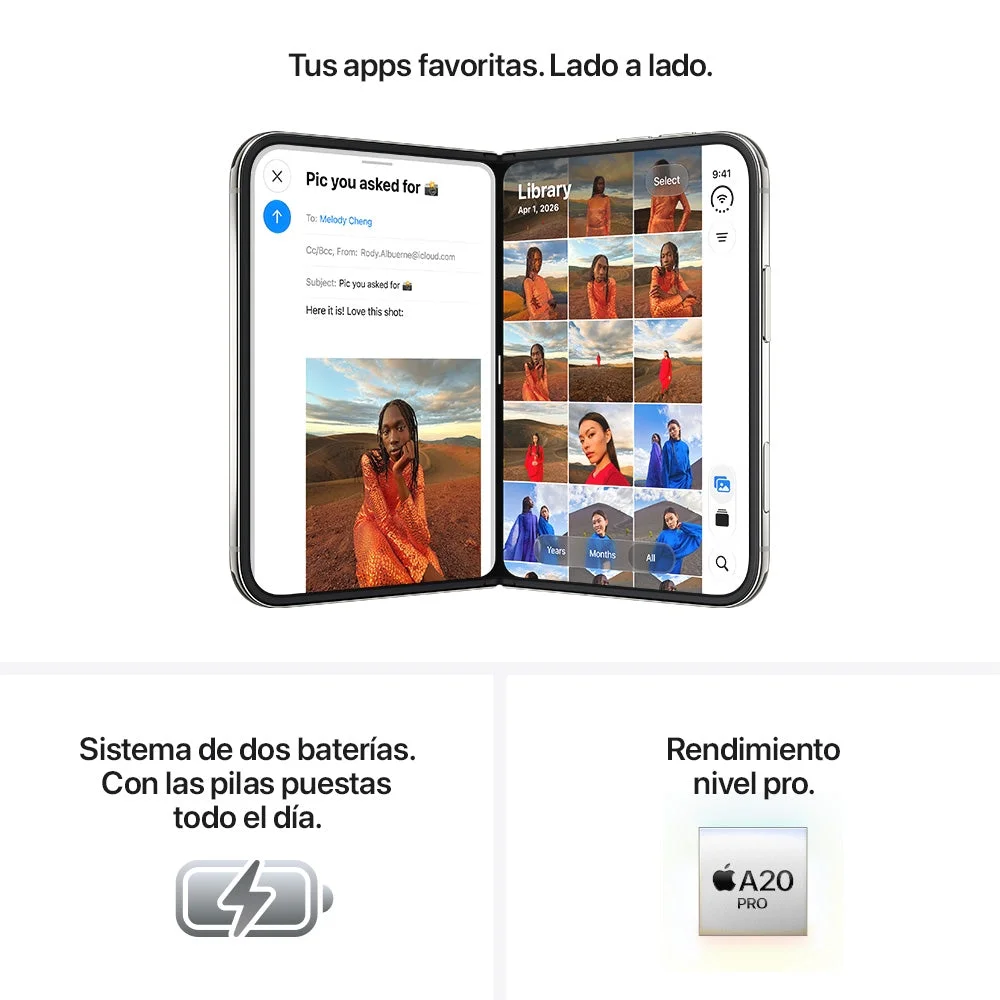 Tus apps favoritas. Lado a lado.
Pic you asked for
To: Melody Cheng
Cc/Bcc, From: Rody.Albuerne@icloud.com
Subject: Pic you asked for
Here it is! Love this shot:
Library
Apr 1, 2026
Select
9:41
Years
Months
All
Sistema de dos baterías.
Con las pilas puestas
todo el día.
Rendimiento
nivel pro.
A20
PRO